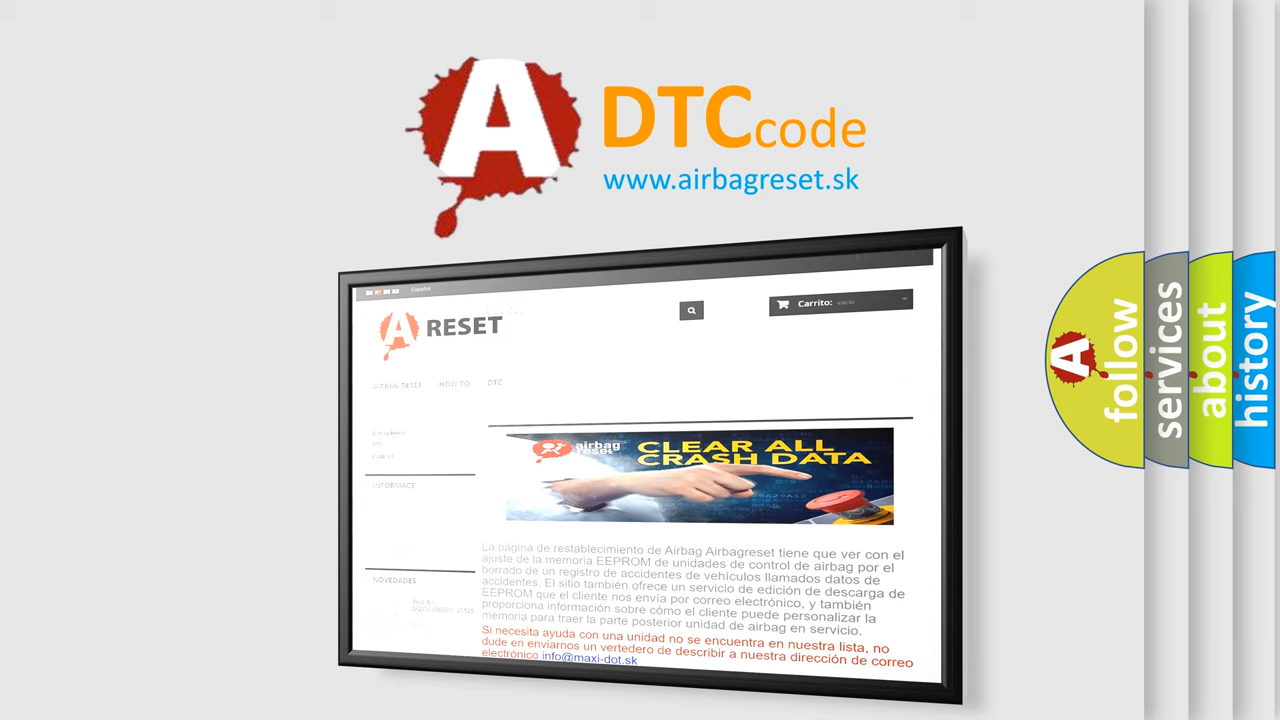 A
DTCcode
www.airbagreset.sk
Español
A RESET
Carrito: vacío
AIRBAG RESET HOW TO DTC
INFORMACE
NOVEDADES
airbag
reset
CLEAR ALL
CRASH DATA
La página de restablecimiento de Airbag Airbagreset tiene que ver con el
ajuste de la memoria EEPROM de unidades de control de airbag por el
borrado de un registro de accidentes de vehículos llamados datos de
accidentes. El sitio también ofrece un servicio de edición de descarga de
EEPROM que el cliente nos envía por correo electrónico, y también
proporciona información sobre cómo el cliente puede personalizar la
memoria para traer la parte posterior unidad de airbag en servicio.
Si necesita ayuda con una unidad no se encuentra en nuestra lista, no
dude en enviarnos un vertedero de describir a nuestra dirección de correo
electrónico info@maxi-dot.sk
A
follow
services
about
history